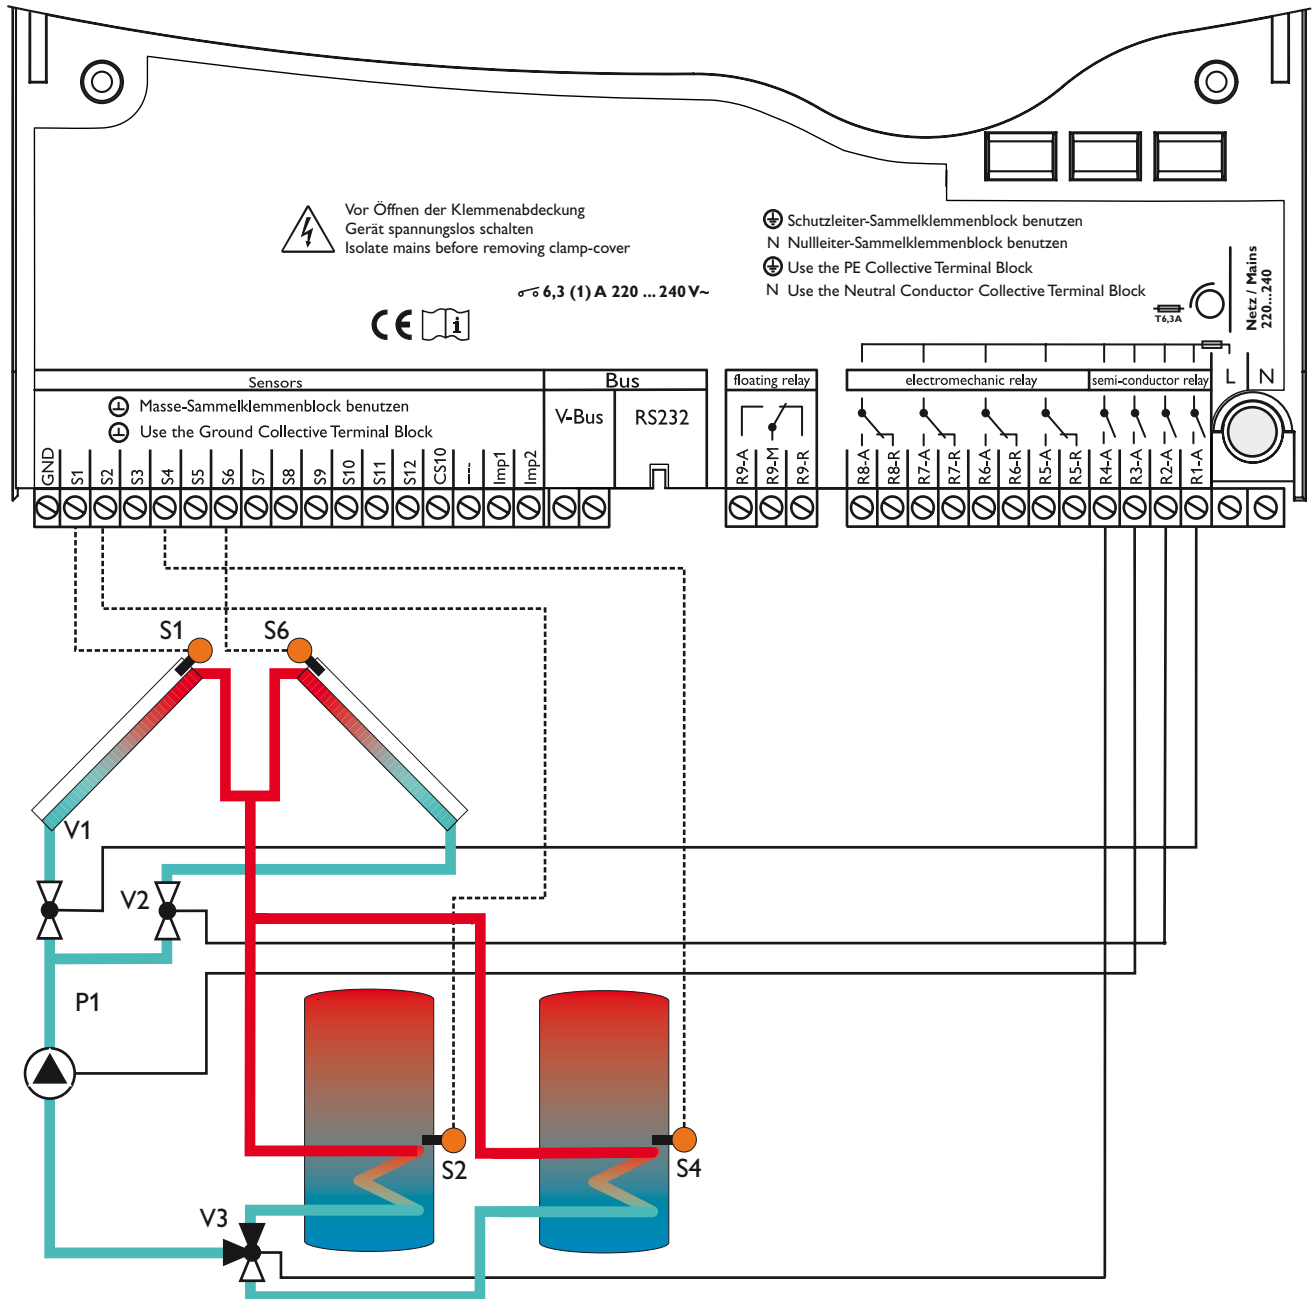 Vor Öffnen der Klemmenabdeckung
Gerät spannungslos schalten
Isolate mains before removing clamp-cover
6,3 (1) A 220 ... 240 V~
CE i
Schutzleiter-Sammelklemmenblock benutzen
N Nullleiter-Sammelklemmenblock benutzen
Use the PE Collective Terminal Block
N Use the Neutral Conductor Collective Terminal Block
T6,3A
Netz / Mains
220...240
Sensors
Bus
floating relay
electromechanic relay
semi-conductor relay
L
N
Masse-Sammelklemmenblock benutzen
Use the Ground Collective Terminal Block
V-Bus
RS232
GND
S1
S2
S3
S4
S5
S6
S7
S8
S9
S10
S11
S12
CS10
---
Imp1
Imp2
R9-A
R9-M
R9-R
R8-A
R8-R
R7-A
R7-R
R6-A
R6-R
R5-A
R5-R
R4-A
R3-A
R2-A
R1-A
S1
S6
V1
V2
P1
S2
S4
V3